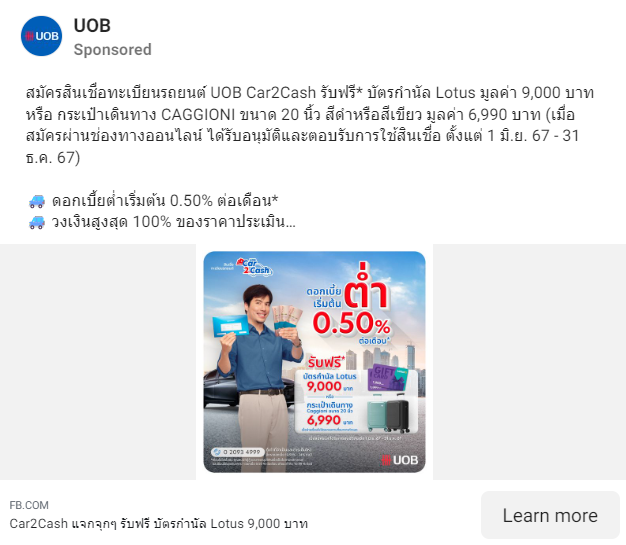 UOB
Sponsored
UOB
สมัครสินเชื่อทะเบียนรถยนต์ UOB Car2Cash รับฟรี* บัตรกำนัล Lotus มูลค่า 9,000 บาท
หรือ กระเป๋าเดินทาง CAGGIONI ขนาด 20 นิ้ว สีดำหรือสีเขียว มูลค่า 6,990 บาท (เมื่อ
สมัครผ่านช่องทางออนไลน์ ได้รับอนุมัติและตอบรับการใช้สินเชื่อ ตั้งแต่ 1 มิ.ย. 67 - 31
ธ.ค. 67)
🚙 ดอกเบี้ยต่ำเริ่มต้น 0.50% ต่อเดือน*
🚙 วงเงินสูงสุด 100% ของราคาประเมิน…
Car
2Cash
ดอกเบี้ย
เริ่มต้น
ต่ำ
0.50%
ต่อเดือน*
รับฟรี*
บัตรกำนัล Lotus
9,000 บาท
หรือ
กระเป๋าเดินทาง
Caggioni ขนาด 20 นิ้ว
6,990 บาท
GIFT
0 2093 4999
UOB
FB.COM
Car2Cash แจกจุกๆ รับฟรี บัตรกำนัล Lotus 9,000 บาท
Learn more